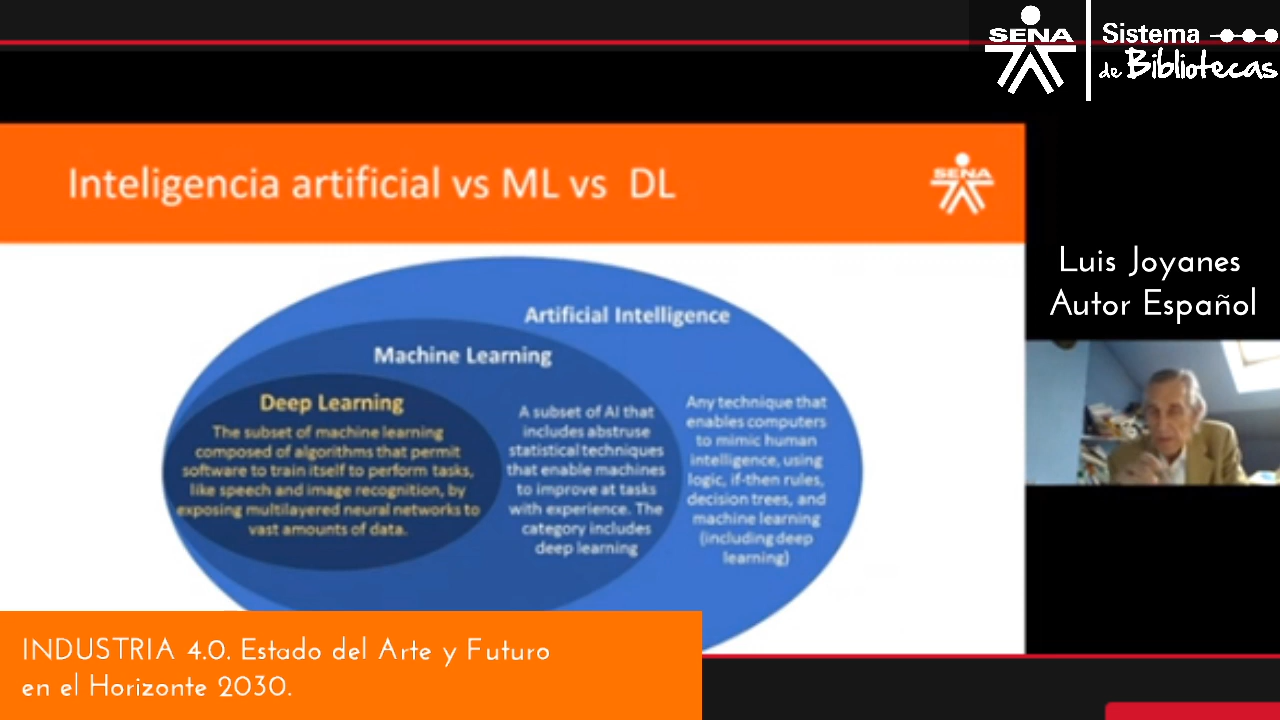 SENA
Sistema
de Bibliotecas
Inteligencia artificial vs ML vs DL
SENA
Luis Joyanes
Autor Español
Artificial Intelligence
Machine Learning
Deep Learning
The subset of machine learning
composed of algorithms that permit
software to train itself to perform tasks,
like speech and image recognition, by
exposing multilayered neural networks to
vast amounts of data.
A subset of AI that
includes abstruse
statistical techniques
that enable machines
to improve at tasks
with experience. The
category includes
deep learning
Any technique that
enables computers
to mimic human
intelligence, using
logic, if-then rules,
decision trees, and
machine learning
(including deep
learning)
INDUSTRIA 4.0. Estado del Arte y Futuro
en el Horizonte 2030.